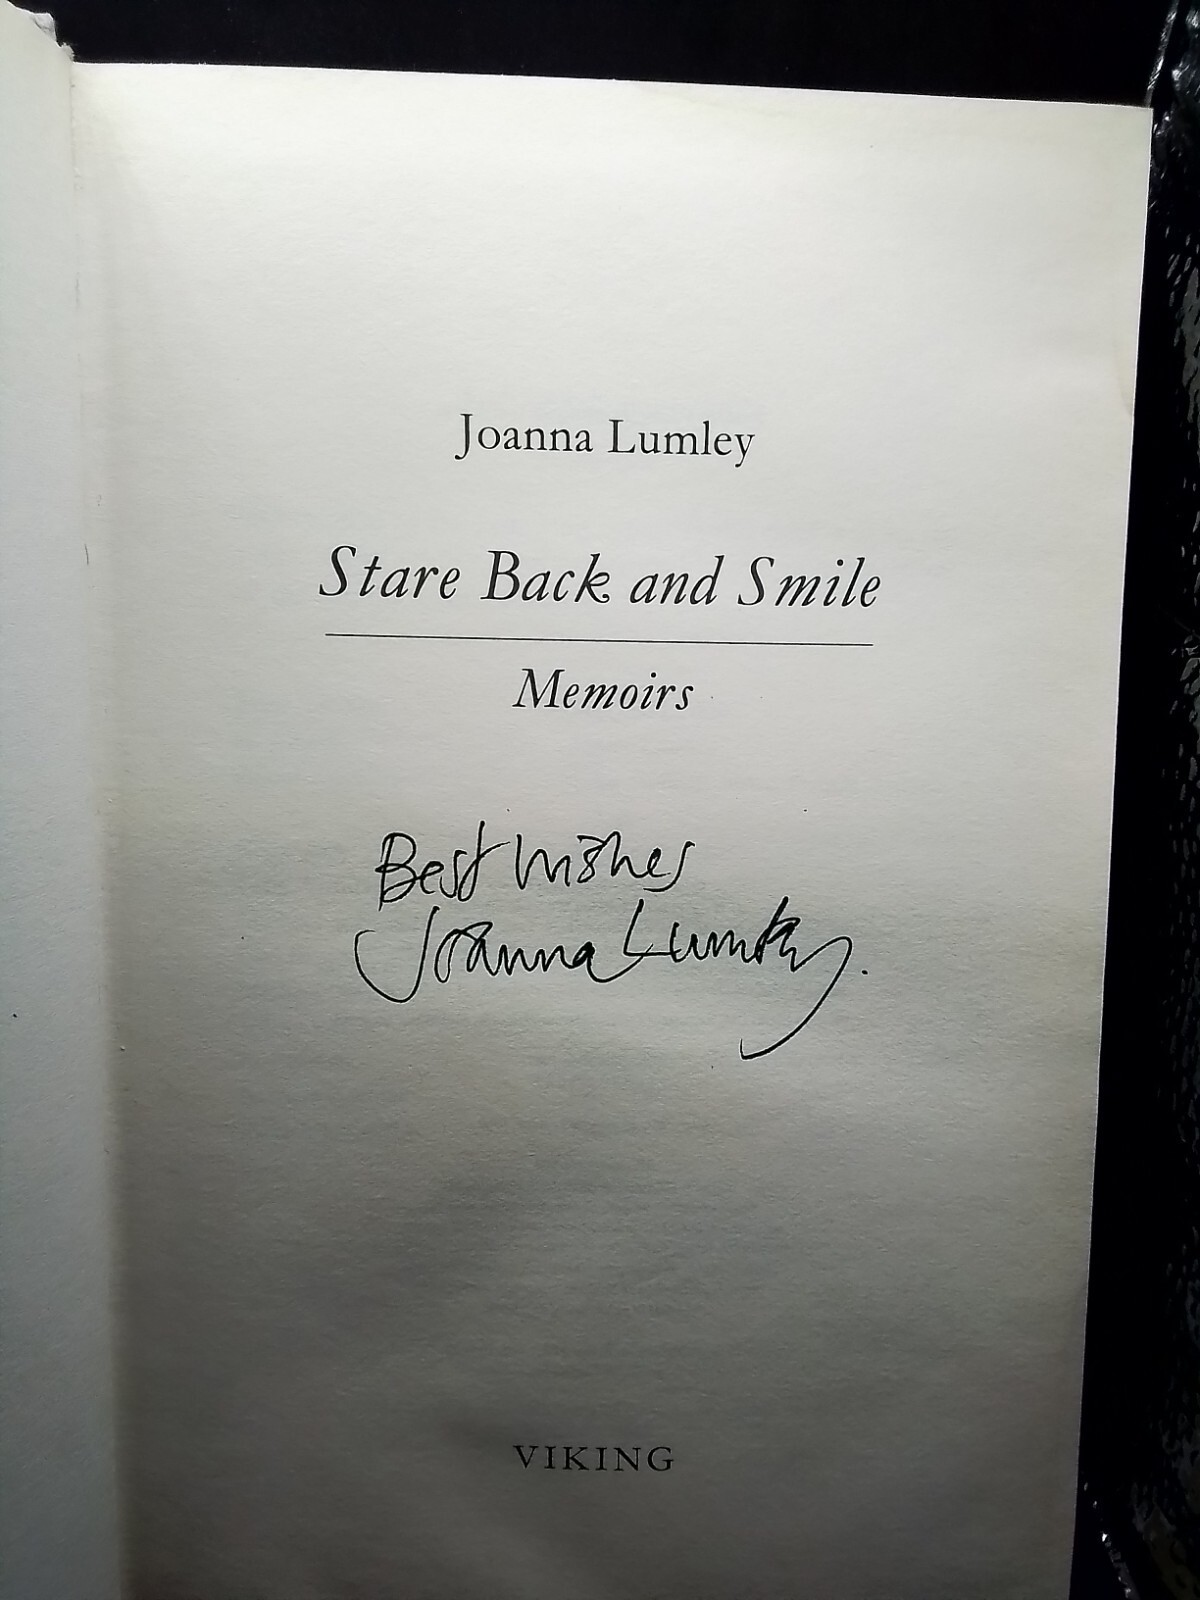 Joanna Lumley
Stare Back and Smile
Memoirs
Best Wishes
Joanna Lumley.
VIKING